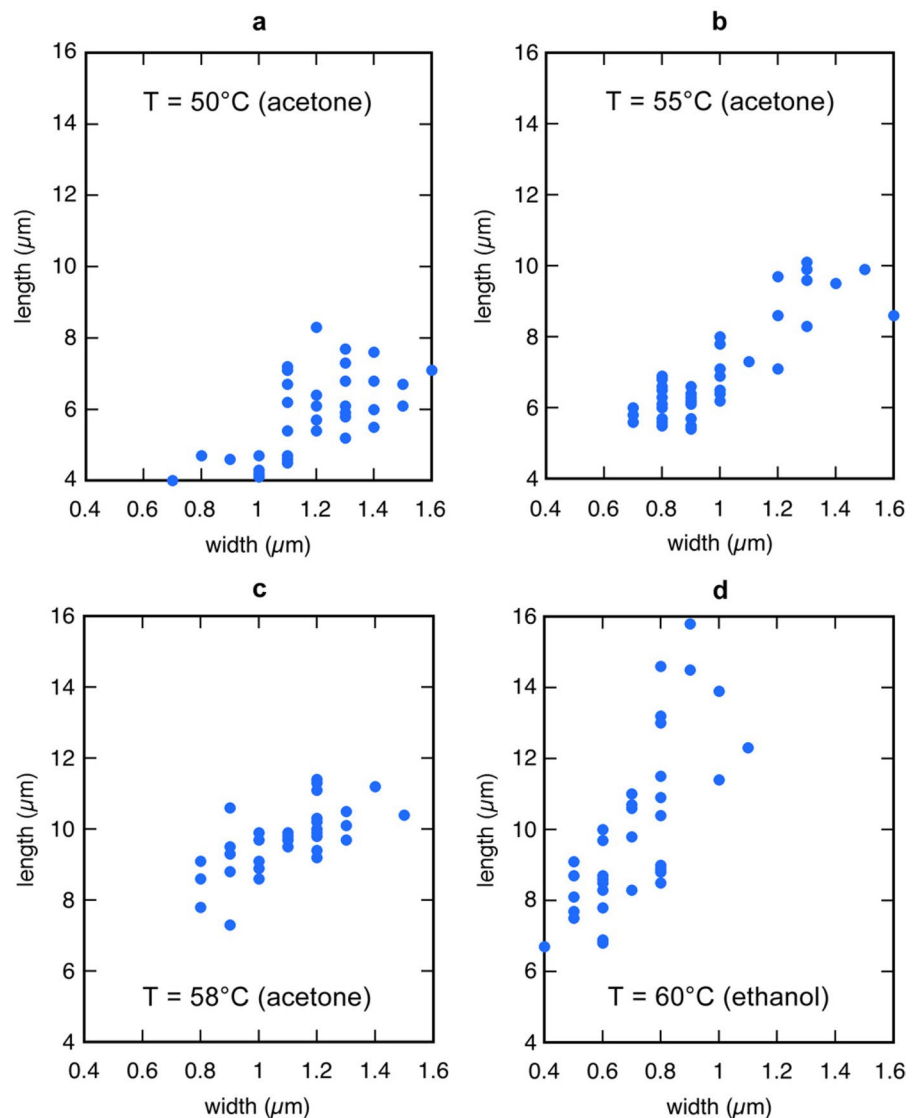 a
16
14
12
10
8
6
4
length (µm)
T = 50°C (acetone)
0.4 0.6 0.8 1 1.2 1.4 1.6
width (µm)
b
16
14
12
10
8
6
4
length (µm)
T = 55°C (acetone)
0.4 0.6 0.8 1 1.2 1.4 1.6
width (µm)
c
16
14
12
10
8
6
4
length (µm)
T = 58°C (acetone)
0.4 0.6 0.8 1 1.2 1.4 1.6
width (µm)
d
16
14
12
10
8
6
4
length (µm)
T = 60°C (ethanol)
0.4 0.6 0.8 1 1.2 1.4 1.6
width (µm)